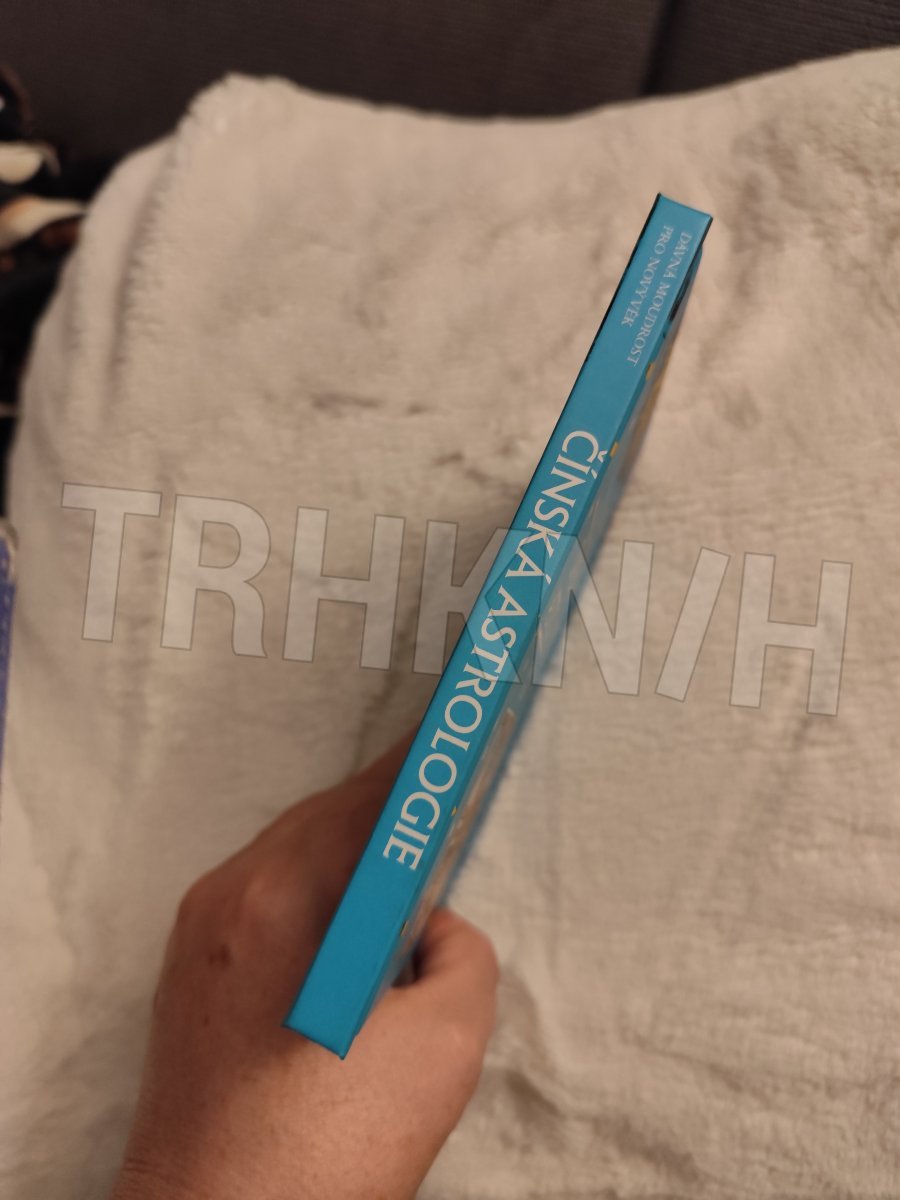 DÁVNÁ MOUDROST
PRO NOVÝ VĚK
ČÍNSKÁ ASTROLOGIE
TRHKNIH